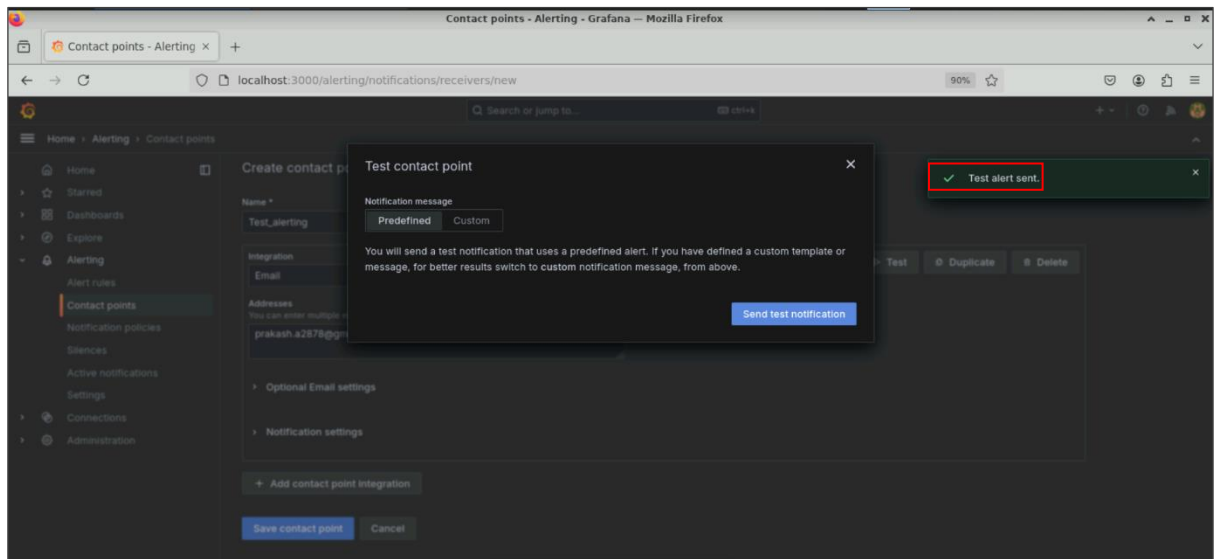 Contact points - Alerting - Grafana — Mozilla Firefox
Contact points - Alerting
localhost:3000/alerting/notifications/receivers/new
90%
Search or jump to...
ctrl+k
Home › Alerting › Contact points
Home
Starred
Dashboards
Explore
Alerting
Alert rules
Contact points
Notification policies
Silences
Active notifications
Settings
Connections
Administration
Create contact
Name *
Test_alerting
Integration
Email
Test
Duplicate
Delete
Addresses
You can enter multiple
prakash.a2878@gm
Optional Email settings
Notification settings
+ Add contact point integration
Save contact point
Cancel
Test contact point
Notification message
Predefined
Custom
You will send a test notification that uses a predefined alert. If you have defined a custom template or
message, for better results switch to custom notification message, from above.
Send test notification
Test alert sent.